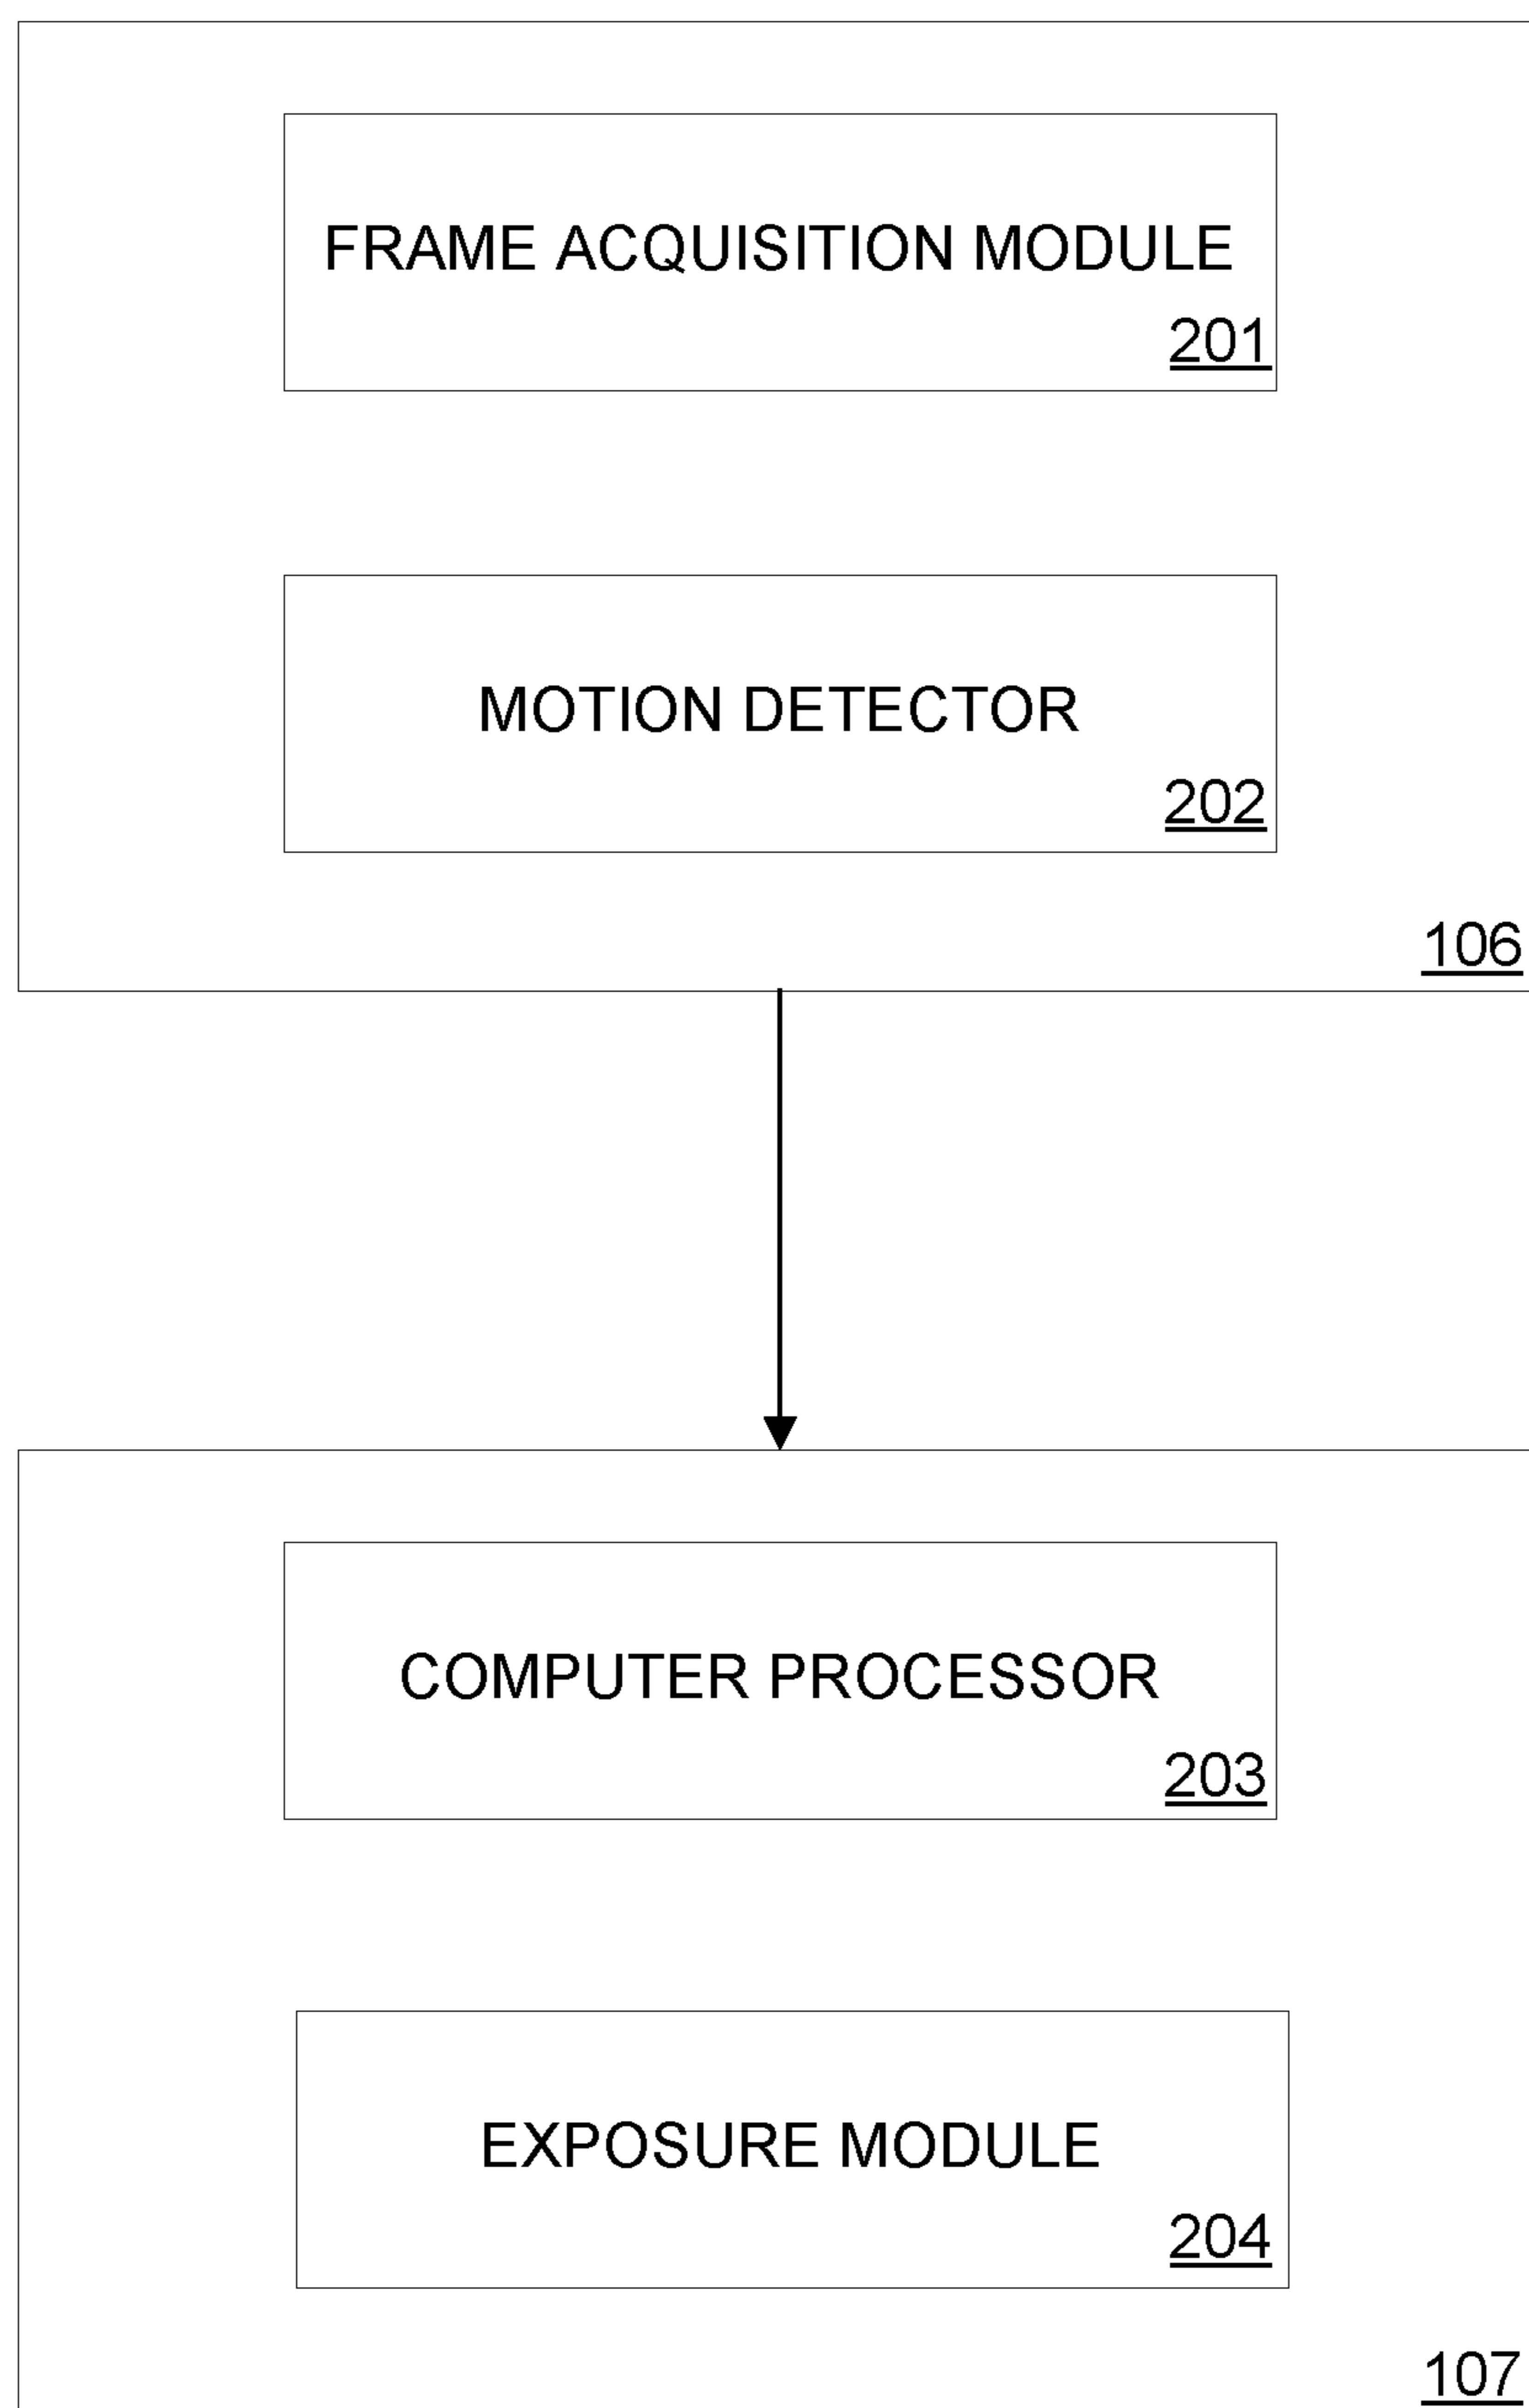 FRAME ACQUISITION MODULE
201
MOTION DETECTOR
202
106
COMPUTER PROCESSOR
203
EXPOSURE MODULE
204
107